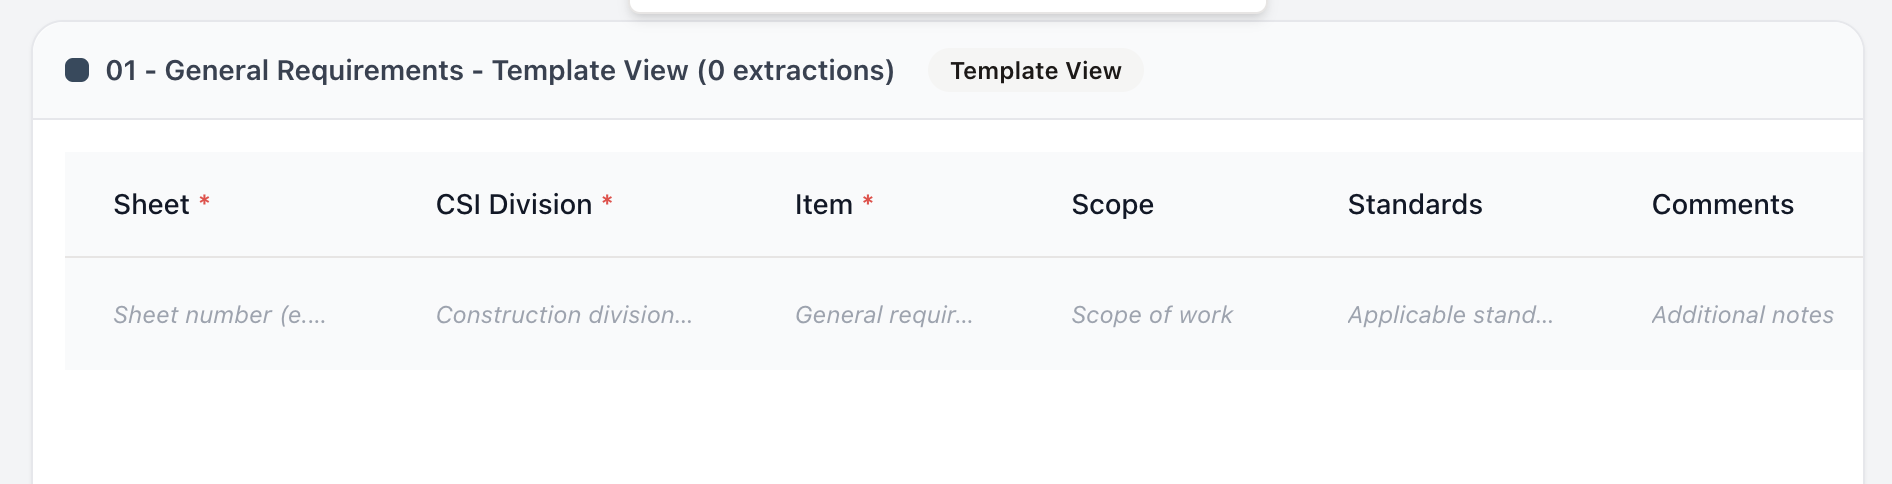 01 - General Requirements - Template View (0 extractions) Template View
Sheet * CSI Division * Item * Scope Standards Comments
Sheet number (e.... Construction division... General requir... Scope of work Applicable stand... Additional notes